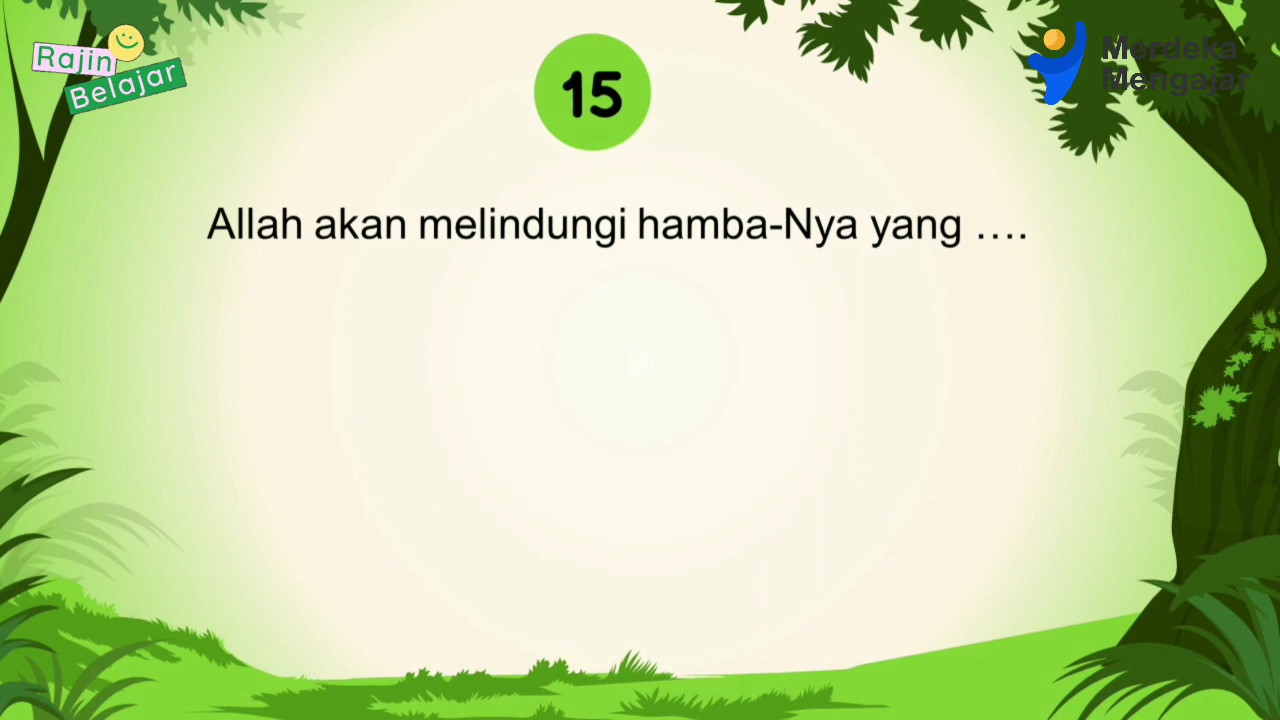 Rajin
Belajar
15
Merdeka
Mengajar
Allah akan melindungi hamba-Nya yang ....